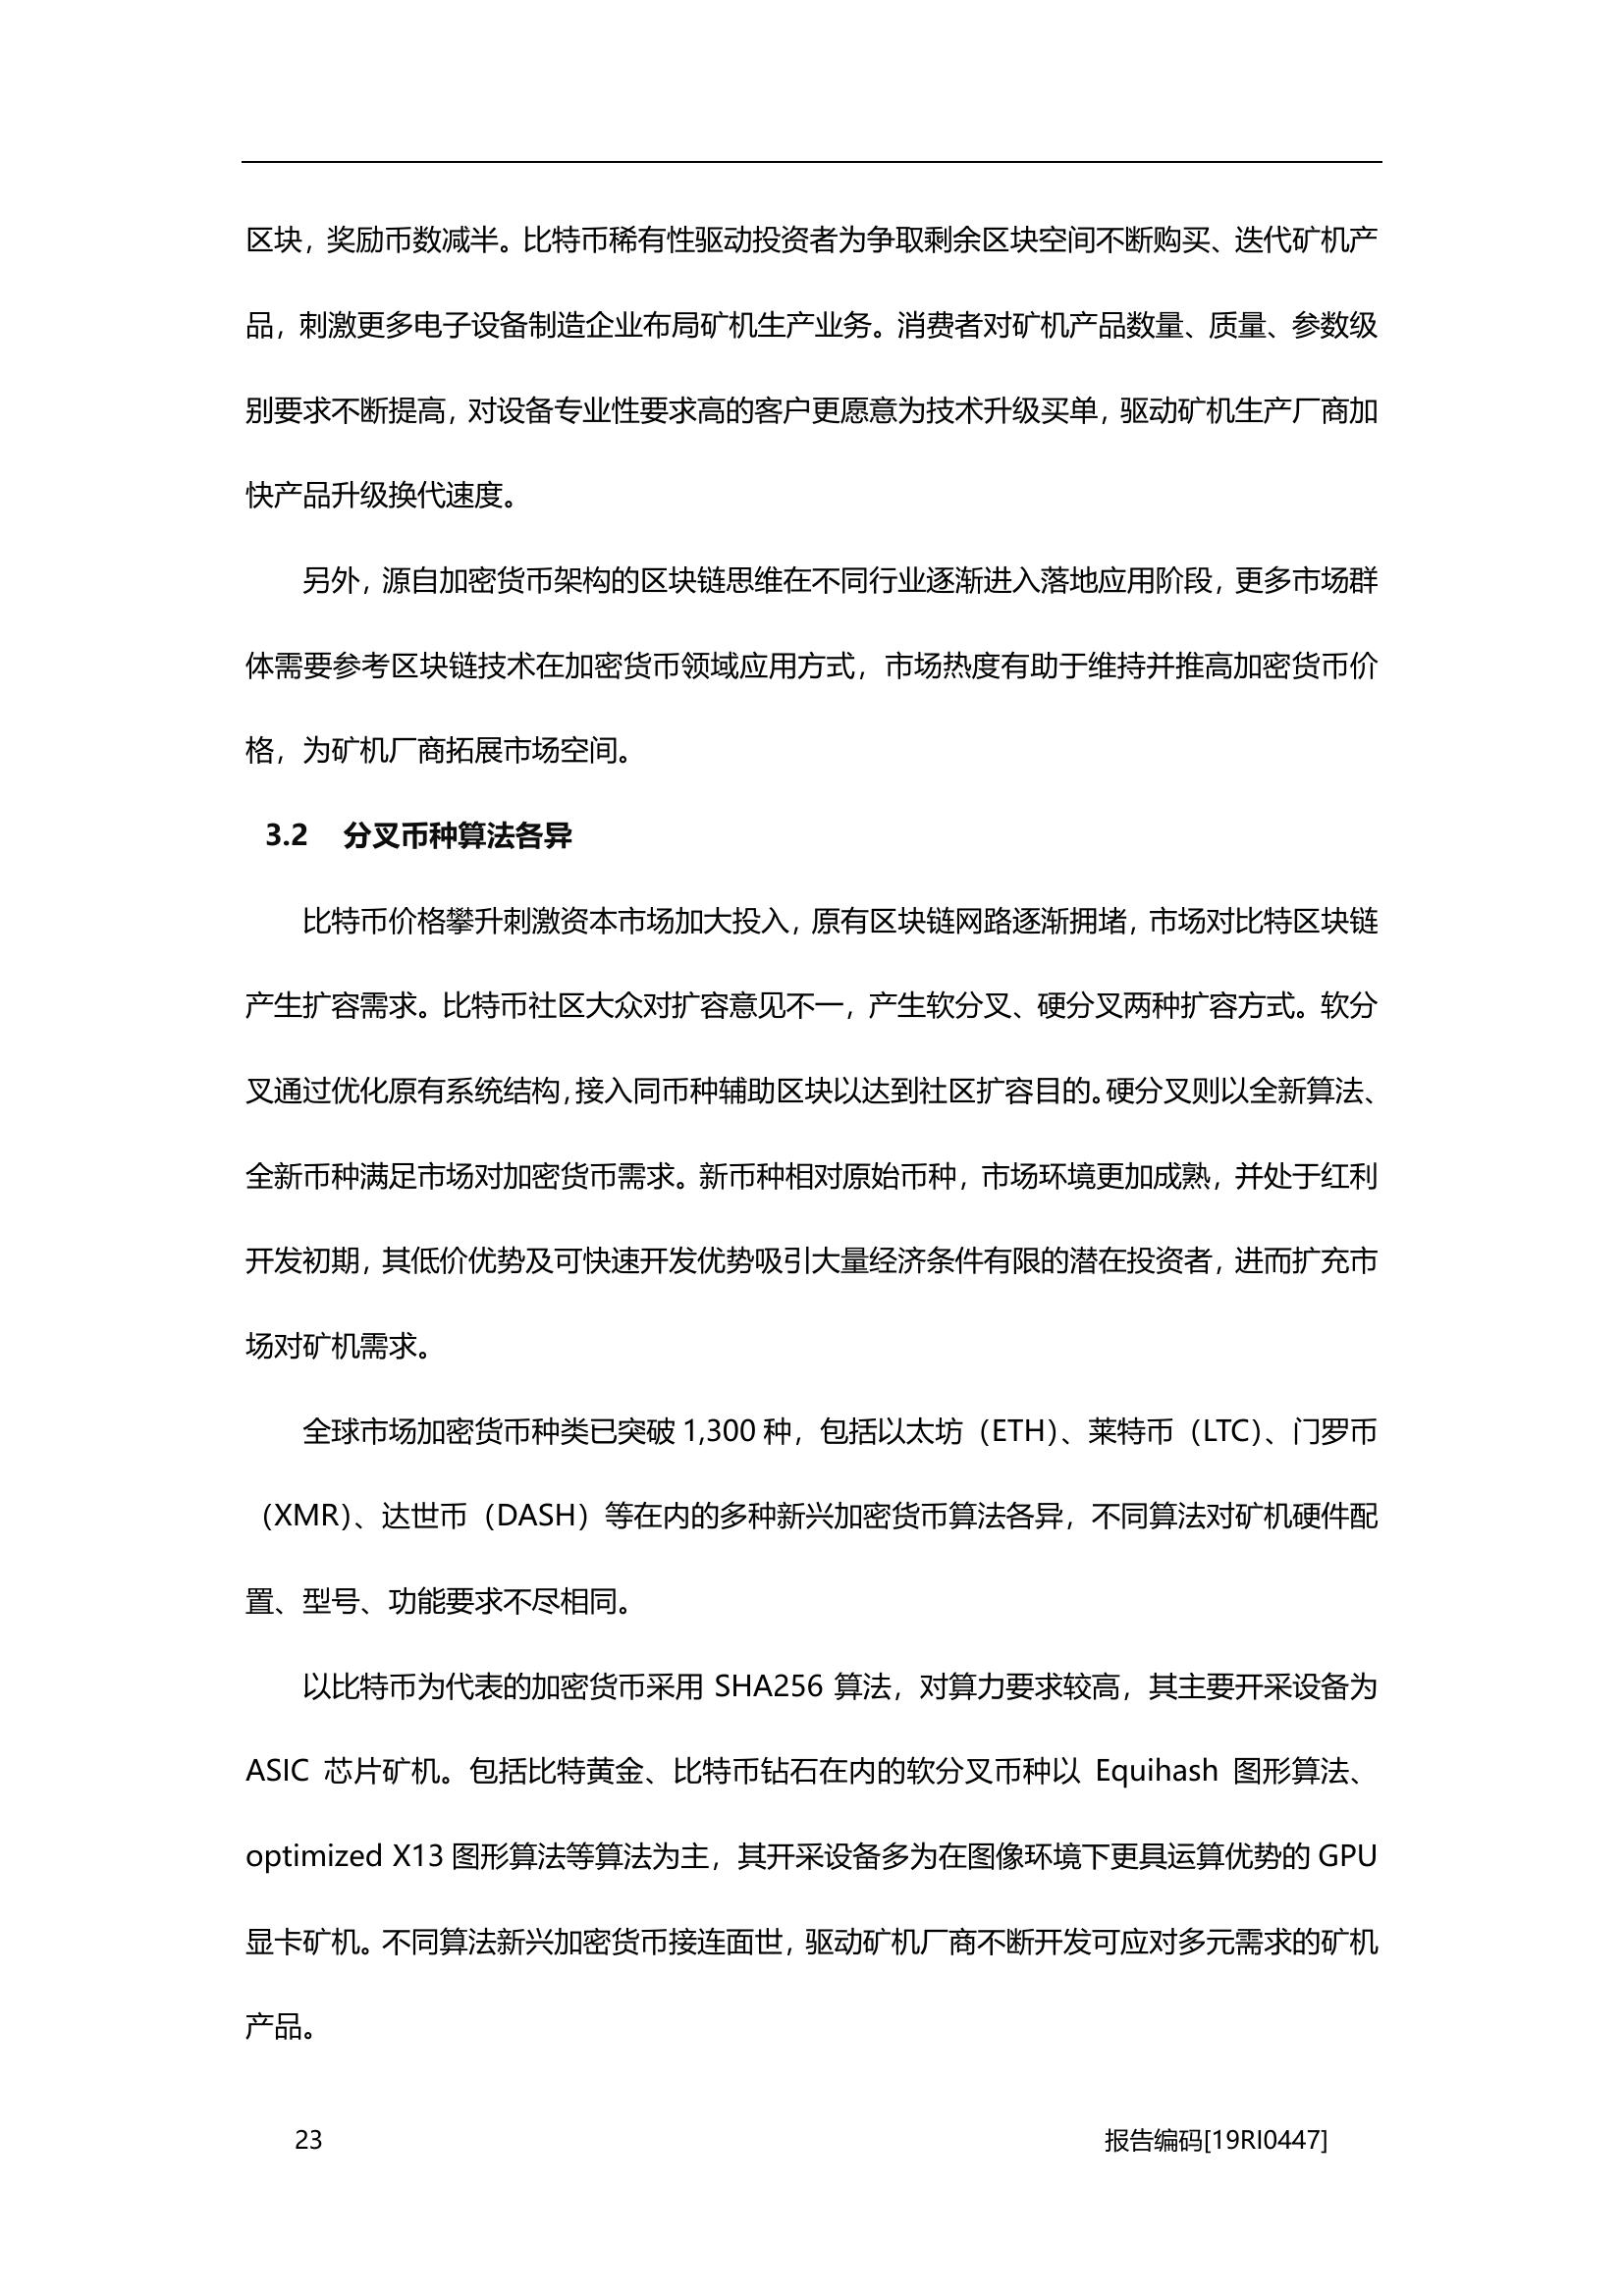 区块，奖励币数减半。比特币稀有性驱动投资者为争取剩余区块空间不断购买、迭代矿机产
品，刺激更多电子设备制造企业布局矿机生产业务。消费者对矿机产品数量、质量、参数级
别要求不断提高，对设备专业性要求高的客户更愿意为技术升级买单，驱动矿机生产厂商加
快产品升级换代速度。
另外，源自加密货币架构的区块链思维在不同行业逐渐进入落地应用阶段，更多市场群
体需要参考区块链技术在加密货币领域应用方式，市场热度有助于维持并推高加密货币价
格，为矿机厂商拓展市场空间。
3.2 分叉币种算法各异
比特币价格攀升刺激资本市场加大投入，原有区块链网路逐渐拥堵，市场对比特区块链
产生扩容需求。比特币社区大众对扩容意见不一，产生软分叉、硬分叉两种扩容方式。软分
叉通过优化原有系统结构，接入同币种辅助区块以达到社区扩容目的。硬分叉则以全新算法、
全新币种满足市场对加密货币需求。新币种相对原始币种，市场环境更加成熟，并处于红利
开发初期，其低价优势及可快速开发优势吸引大量经济条件有限的潜在投资者，进而扩充市
场对矿机需求。
全球市场加密货币种类已突破 1,300 种，包括以太坊（ETH）、莱特币（LTC）、门罗币
（XMR）、达世币（DASH）等在内的多种新兴加密货币算法各异，不同算法对矿机硬件配
置、型号、功能要求不尽相同。
以比特币为代表的加密货币采用 SHA256 算法，对算力要求较高，其主要开采设备为
ASIC 芯片矿机。包括比特黄金、比特币钻石在内的软分叉币种以 Equihash 图形算法、
optimized X13 图形算法等算法为主，其开采设备多为在图像环境下更具运算优势的 GPU
显卡矿机。不同算法新兴加密货币接连面世，驱动矿机厂商不断开发可应对多元需求的矿机
产品。
23 报告编码[19RI0447]